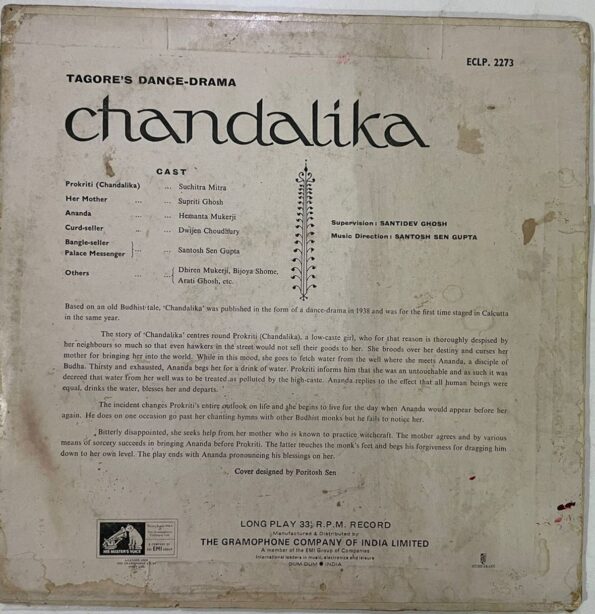 ECLP. 2273
TAGORE'S DANCE-DRAMA
chandalika
CAST
Prokriti (Chandalika) ... Suchitra Mitra
Her Mother ... ... Supriti Ghosh
Ananda ... ... Hemanta Mukerji
Curd-seller ... ... Dwijen Choudhury
Bangle-seller
Palace Messenger } ... Santosh Sen Gupta
Others ... ... { Dhiren Mukerji, Bijoya Shome,
Arati Ghosh, etc.
Supervision : SANTIDEV GHOSH
Music Direction : SANTOSH SEN GUPTA
Based on an old Budhist tale, 'Chandalika' was published in the form of a dance-drama in 1938 and was for the first time staged in Calcutta
in the same year.
The story of 'Chandalika' centres round Prokriti (Chandalika), a low-caste girl, who for that reason is thoroughly despised by
her neighbours so much so that even hawkers in the street would not sell their goods to her. She broods over her destiny and curses her
mother for bringing her into the world. While in this mood, she goes to fetch water from the well where she meets Ananda, a disciple of
Budha. Thirsty and exhausted, Ananda begs her for a drink of water. Prokriti informs him that she was an untouchable and as such it was
decreed that water from her well was to be treated as polluted by the high-caste. Ananda replies to the effect that all human beings were
equal, drinks the water, blesses her and departs.
The incident changes Prokriti's entire outlook on life and she begins to live for the day when Ananda would appear before her
again. He does on one occasion go past her chanting hymns with other Budhist monks but he fails to notice her.
Bitterly disappointed, she seeks help from her mother who is known to practice witchcraft. The mother agrees and by various
means of sorcery succeeds in bringing Ananda before Prokriti. The latter touches the monk's feet and begs his forgiveness for dragging him
down to her own level. The play ends with Ananda pronouncing his blessings on her.
Cover designed by Poritosh Sen
HIS MASTER'S VOICE
EMI
LONG PLAY 33⅓ R.P.M. RECORD
Manufactured & Distributed by
THE GRAMOPHONE COMPANY OF INDIA LIMITED
A member of the EMI Group of Companies
International leaders in music, electronics and leisure
DUM DUM • INDIA